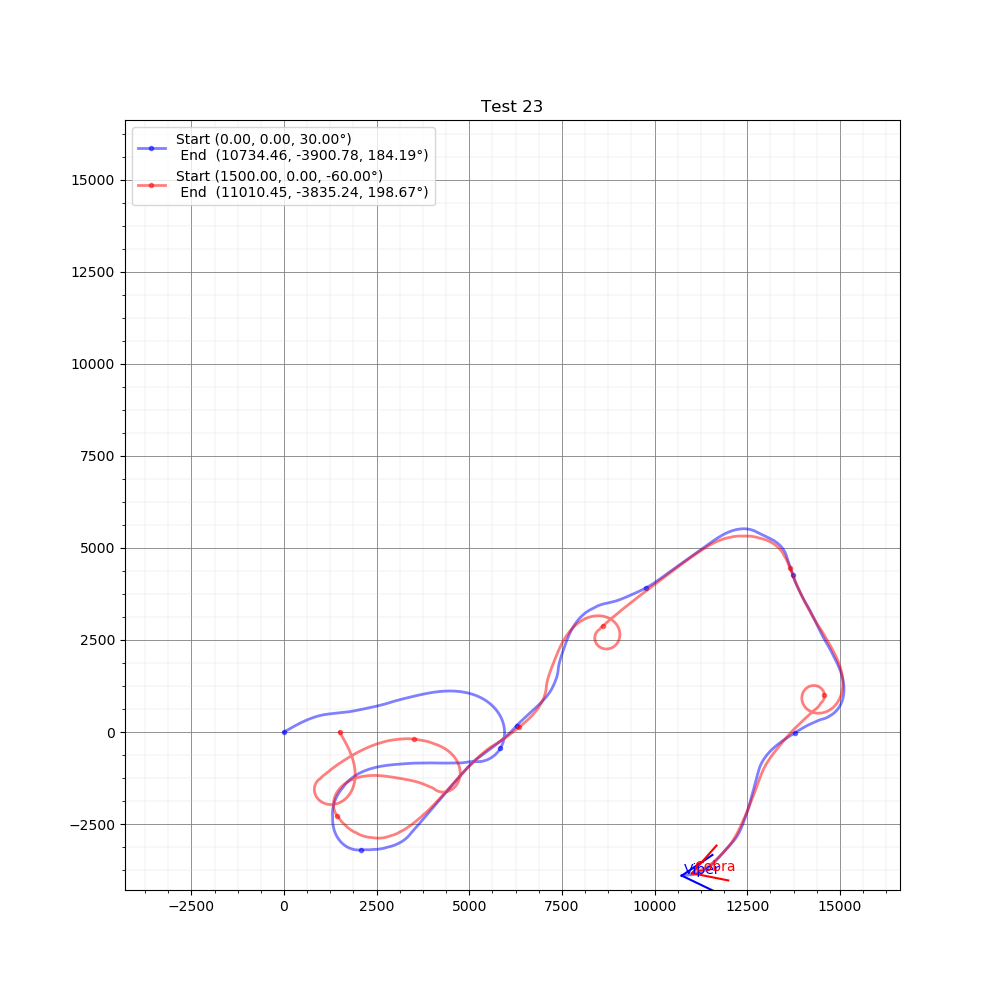 Test 23
Start (0.00, 0.00, 30.00°)
End  (10734.46, -3900.78, 184.19°)
Start (1500.00, 0.00, -60.00°)
End  (11010.45, -3835.24, 198.67°)
15000
12500
10000
7500
5000
2500
0
−2500
Viper
Cobra
−2500
0
2500
5000
7500
10000
12500
15000